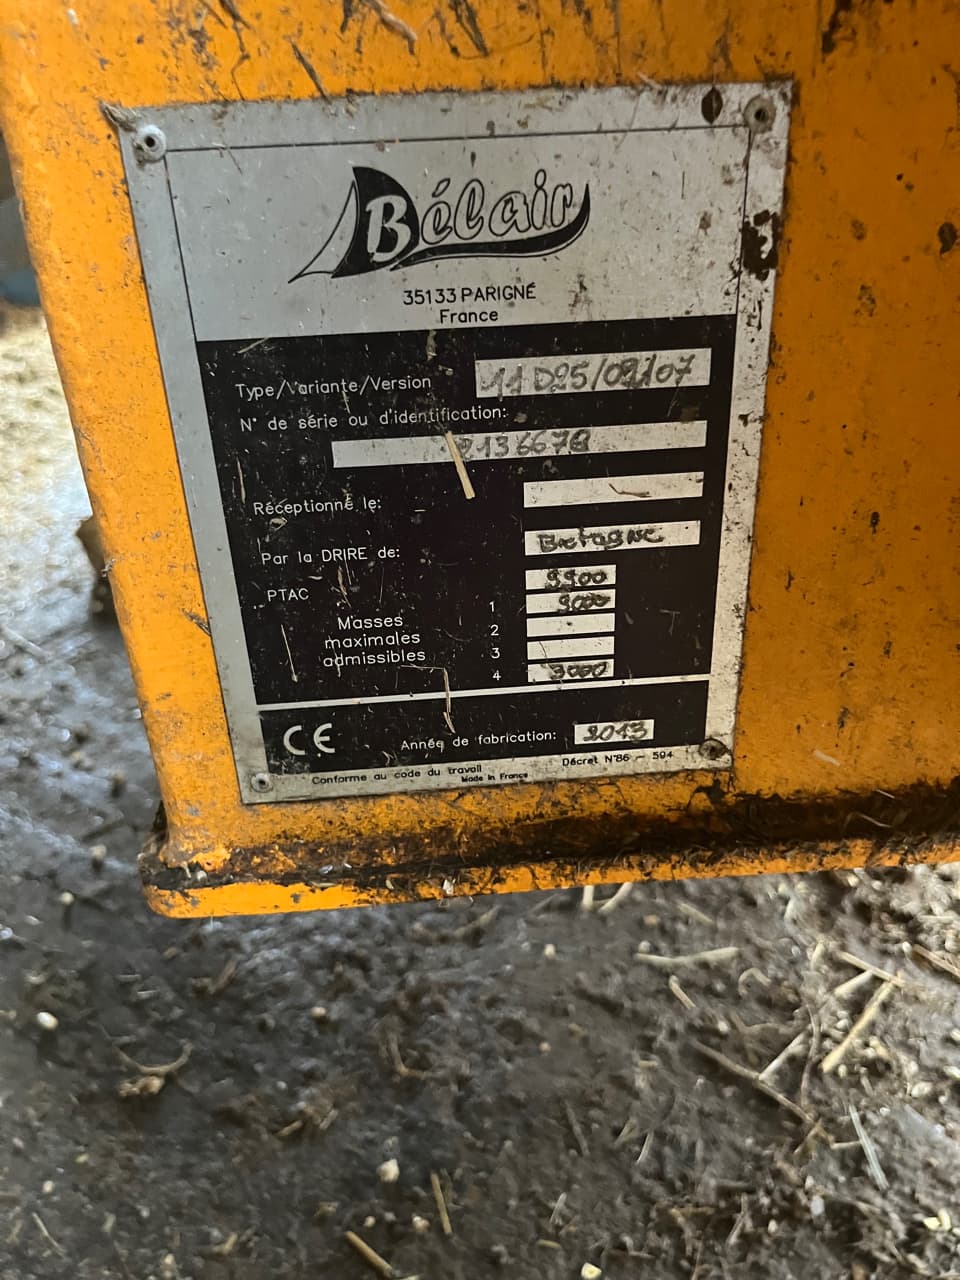 Bélair
35133 PARIGNÉ
France
Type/Variante/Version
N° de série ou d'identification:
Réceptionné le:
Par la DRIRE de: Bretagne
PTAC
Masses
maximales
admissibles
1
2
3
4 3000
CE Année de fabrication: 2013
Conforme au code du travail Made in France Décret N°86 - 594